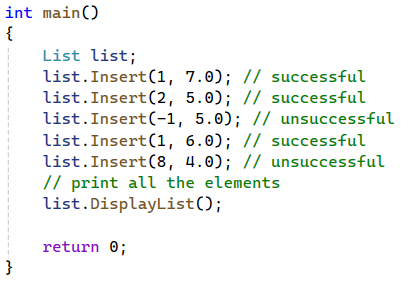 int main()
{
    List list;
    list.Insert(1, 7.0); // successful
    list.Insert(2, 5.0); // successful
    list.Insert(-1, 5.0); // unsuccessful
    list.Insert(1, 6.0); // successful
    list.Insert(8, 4.0); // unsuccessful
    // print all the elements
    list.DisplayList();

    return 0;
}